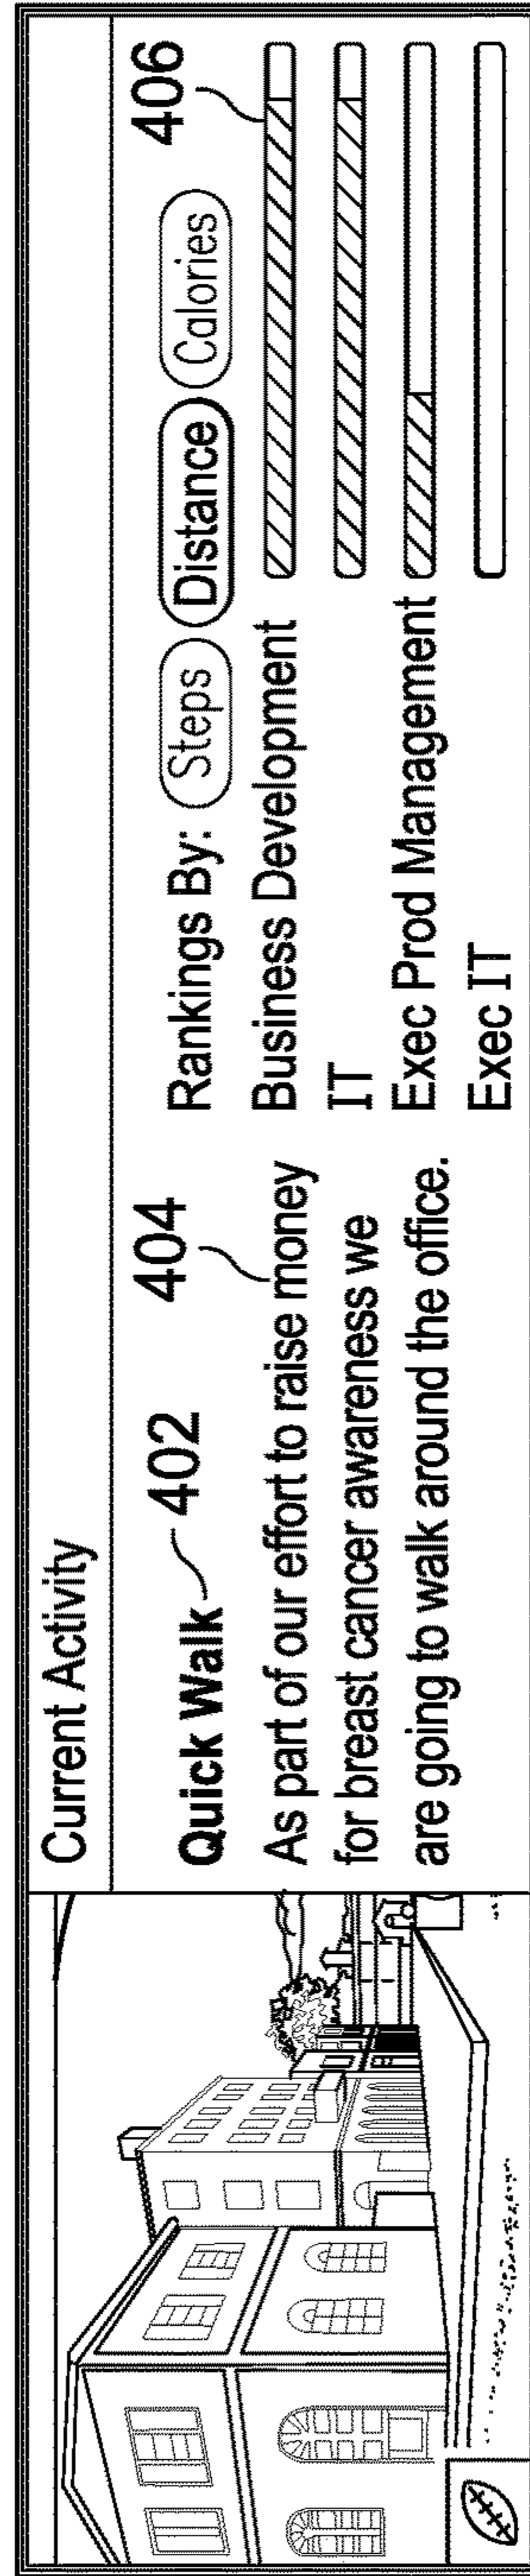 Current Activity
Quick Walk 402
404
As part of our effort to raise money
for breast cancer awareness we
are going to walk around the office.
406
Rankings By: Steps Distance Calories
Business Development
IT
Exec Prod Management
Exec IT